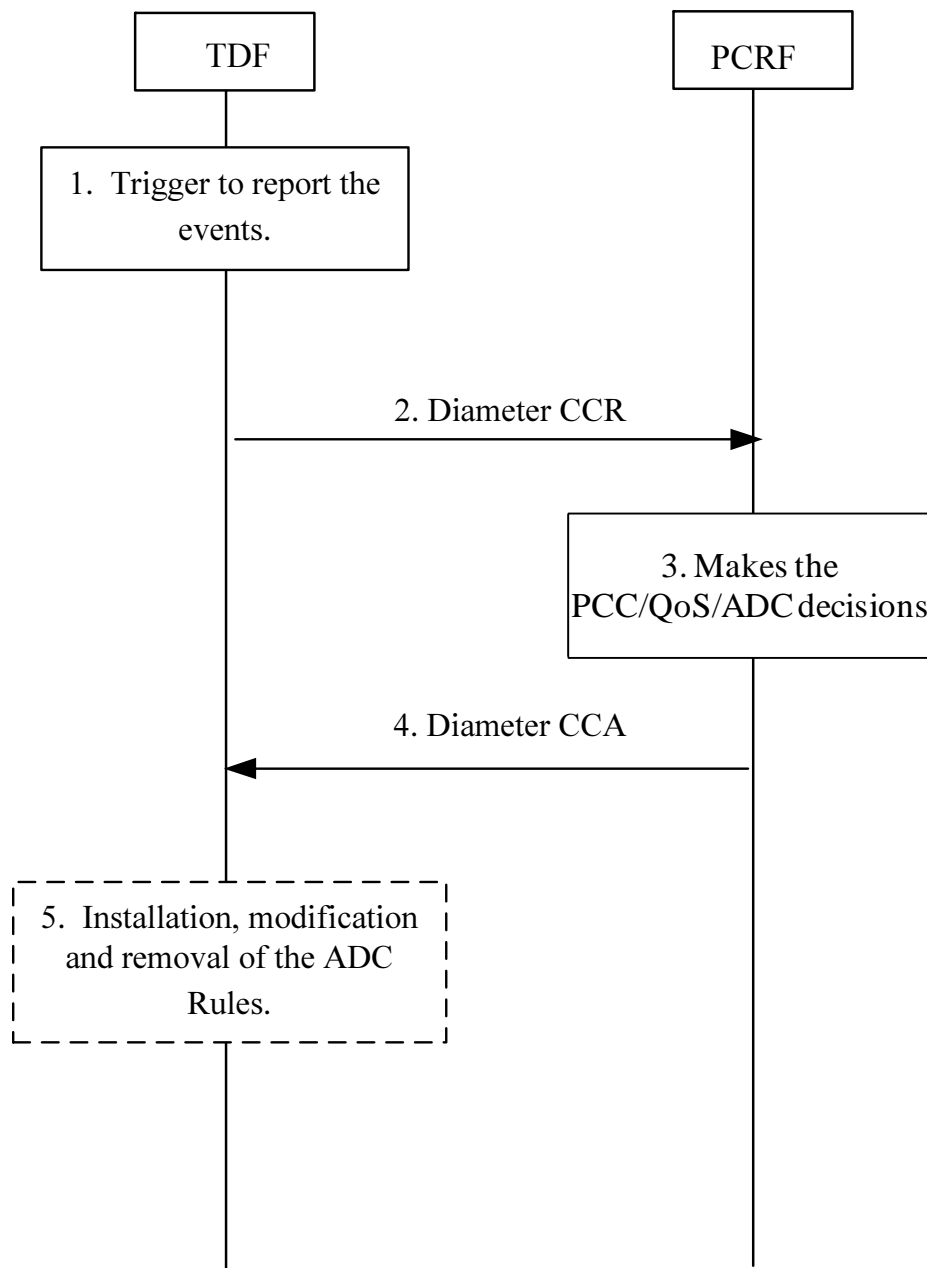 TDF
PCRF
1. Trigger to report the
events.
2. Diameter CCR
3. Makes the
PCC/QoS/ADC decisions
4. Diameter CCA
5. Installation, modification
and removal of the ADC
Rules.